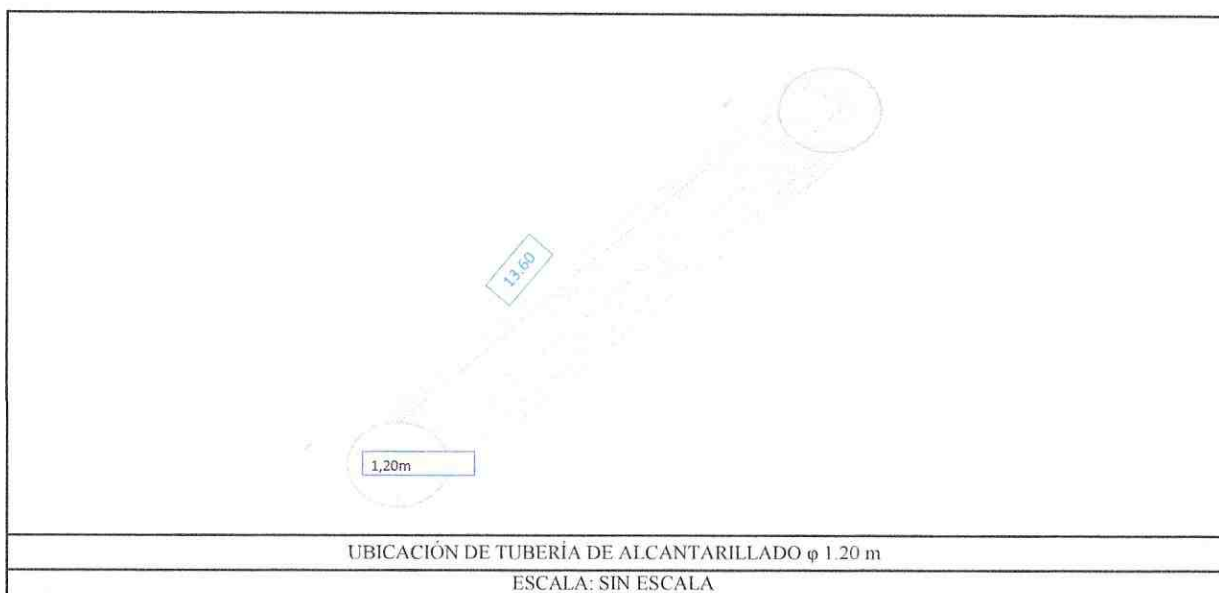 13.60
1,20m
UBICACIÓN DE TUBERÍA DE ALCANTARILLADO φ 1.20 m
ESCALA: SIN ESCALA